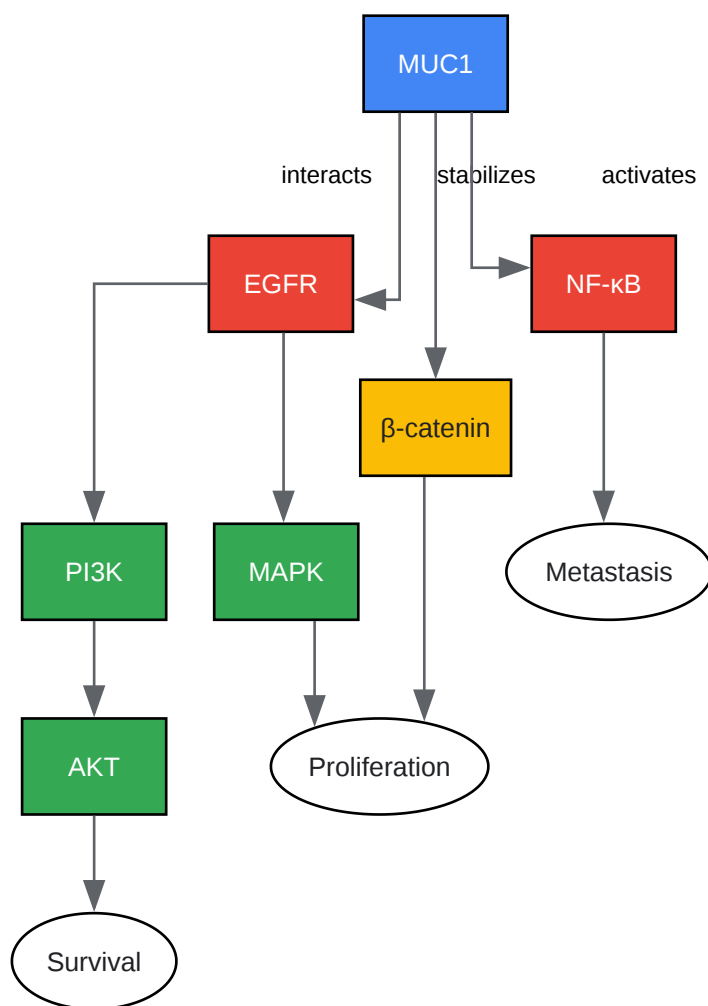 MUC1
interacts
stabilizes
activates
EGFR
NF-κB
β-catenin
PI3K
MAPK
Metastasis
AKT
Proliferation
Survival